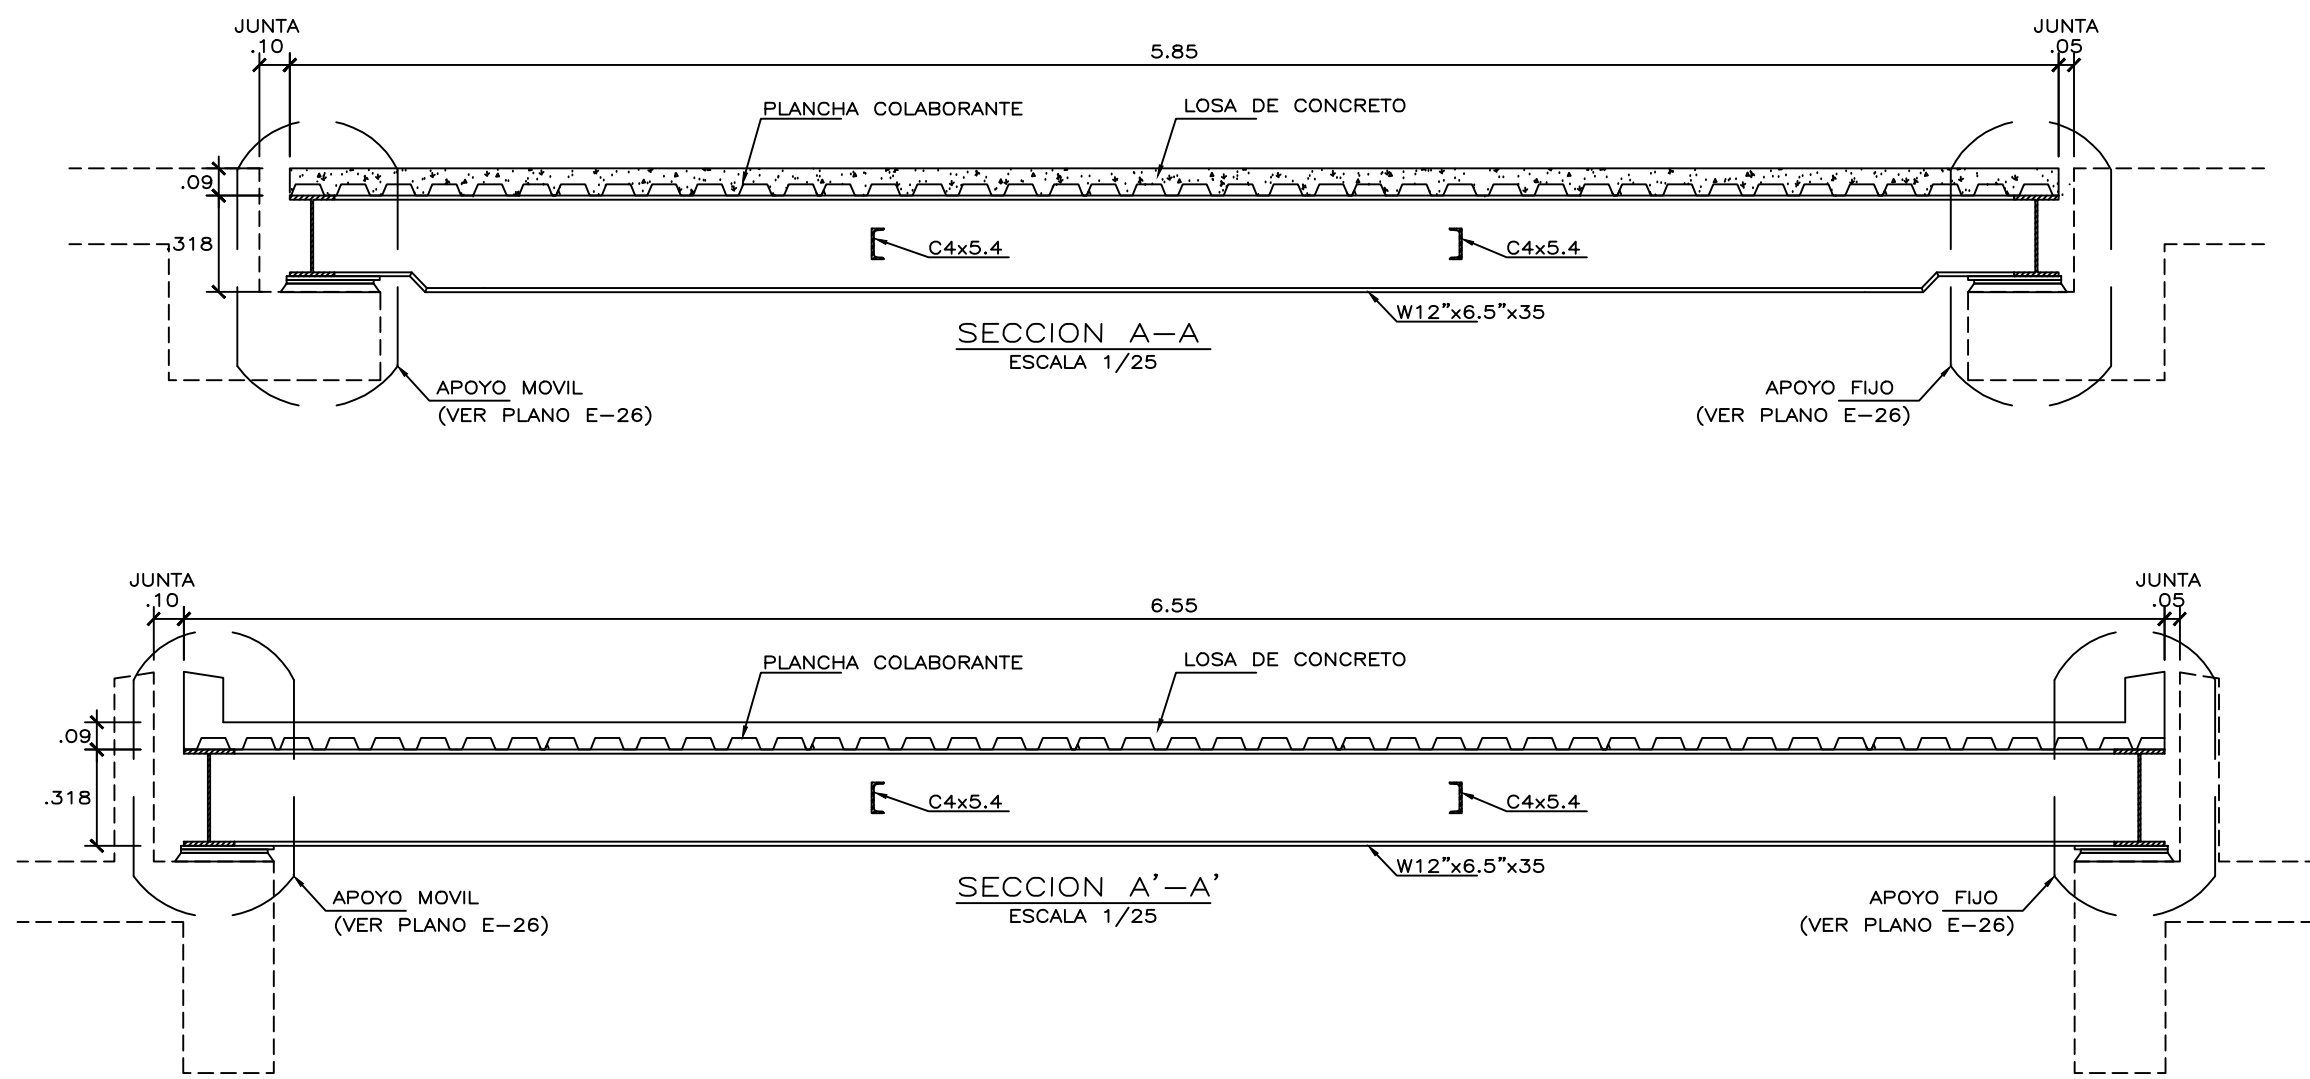 JUNTA
.10
5.85
JUNTA
.05
PLANCHA COLABORANTE
LOSA DE CONCRETO
.09
.318
C4x5.4
C4x5.4
W12"x6.5"x35
SECCION A-A
ESCALA 1/25
APOYO MOVIL
(VER PLANO E-26)
APOYO FIJO
(VER PLANO E-26)
JUNTA
.10
6.55
JUNTA
.05
PLANCHA COLABORANTE
LOSA DE CONCRETO
.09
.318
C4x5.4
C4x5.4
W12"x6.5"x35
SECCION A'-A'
ESCALA 1/25
APOYO MOVIL
(VER PLANO E-26)
APOYO FIJO
(VER PLANO E-26)